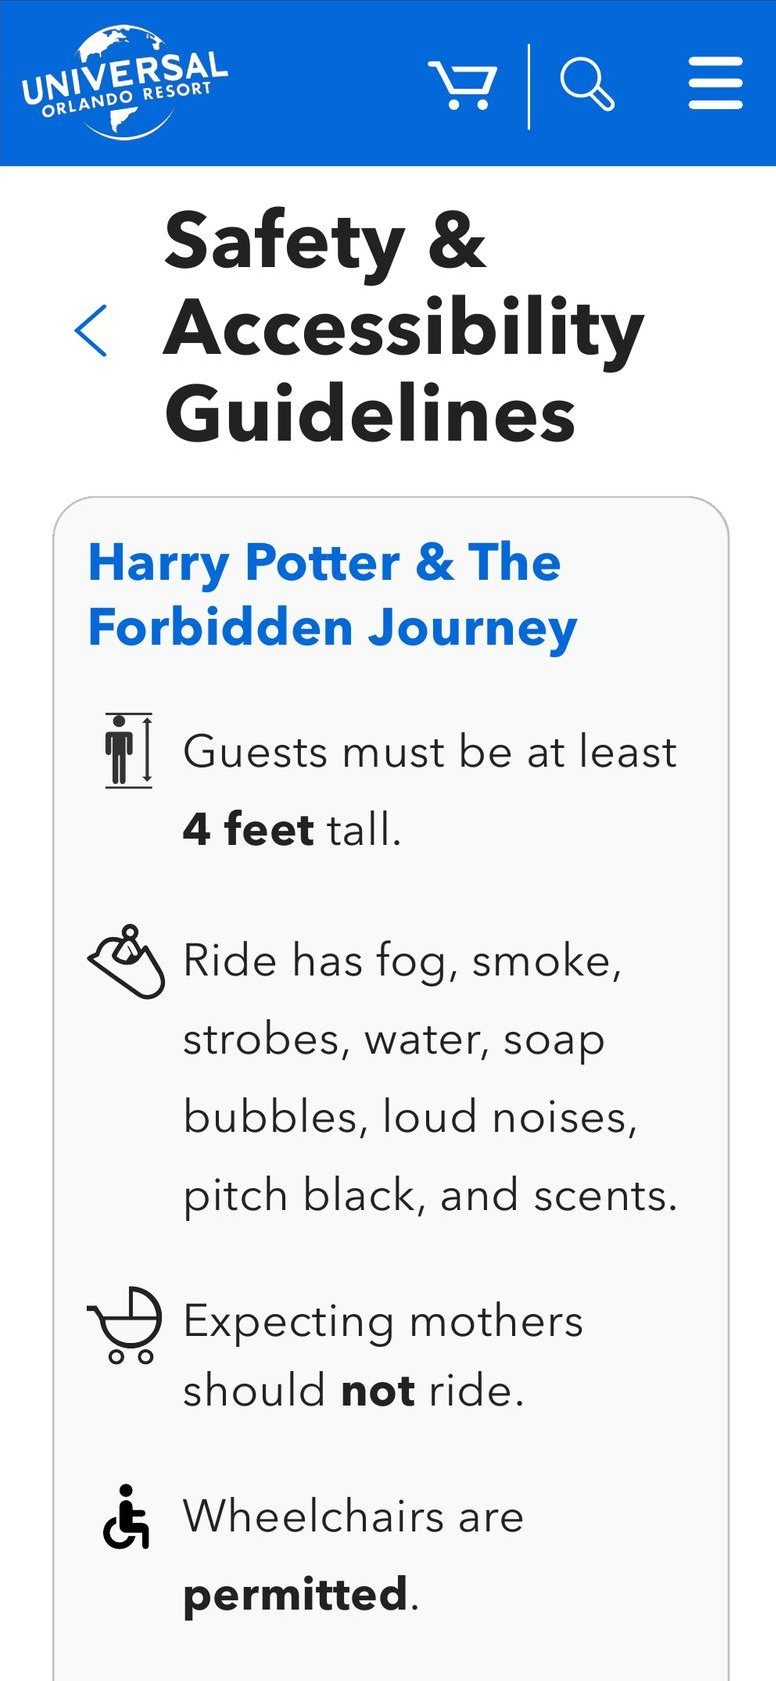 UNIVERSAL
ORLANDO RESORT
Safety &
Accessibility
Guidelines
Harry Potter & The
Forbidden Journey
Guests must be at least
4 feet tall.
Ride has fog, smoke,
strobes, water, soap
bubbles, loud noises,
pitch black, and scents.
Expecting mothers
should not ride.
Wheelchairs are
permitted.